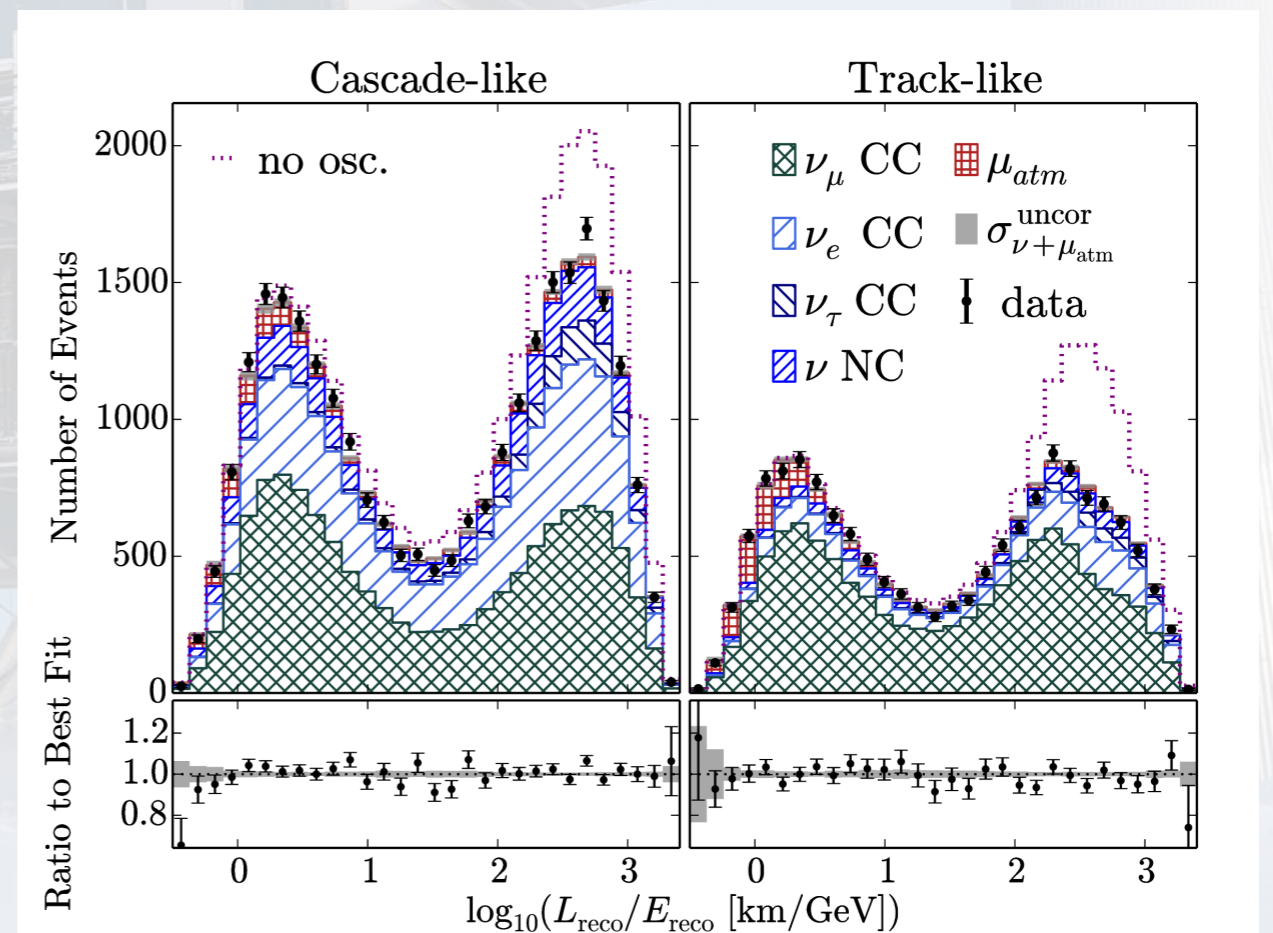 Cascade-like Track-like
Number of Events
2000
1500
1000
500
0
no osc.
ν_μ CC
ν_e CC
ν_τ CC
ν NC
μ_atm
σ^uncor_ν+μ_atm
data
Ratio to Best Fit
1.2
1.0
0.8
0 1 2 3 0 1 2 3
log₁₀(L_reco/E_reco [km/GeV])